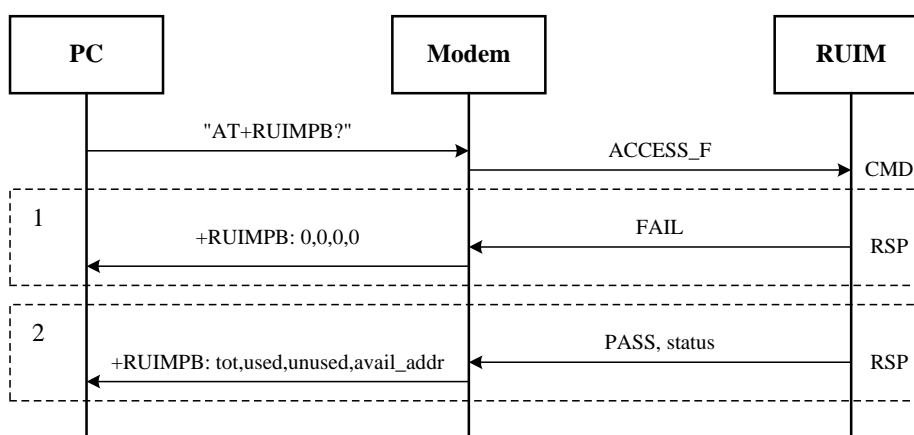 PC
Modem
RUIM
"AT+RUIMPB?"
ACCESS_F
CMD
1
FAIL
+RUIMPB: 0,0,0,0
RSP
2
PASS, status
+RUIMPB: tot,used,unused,avail_addr
RSP